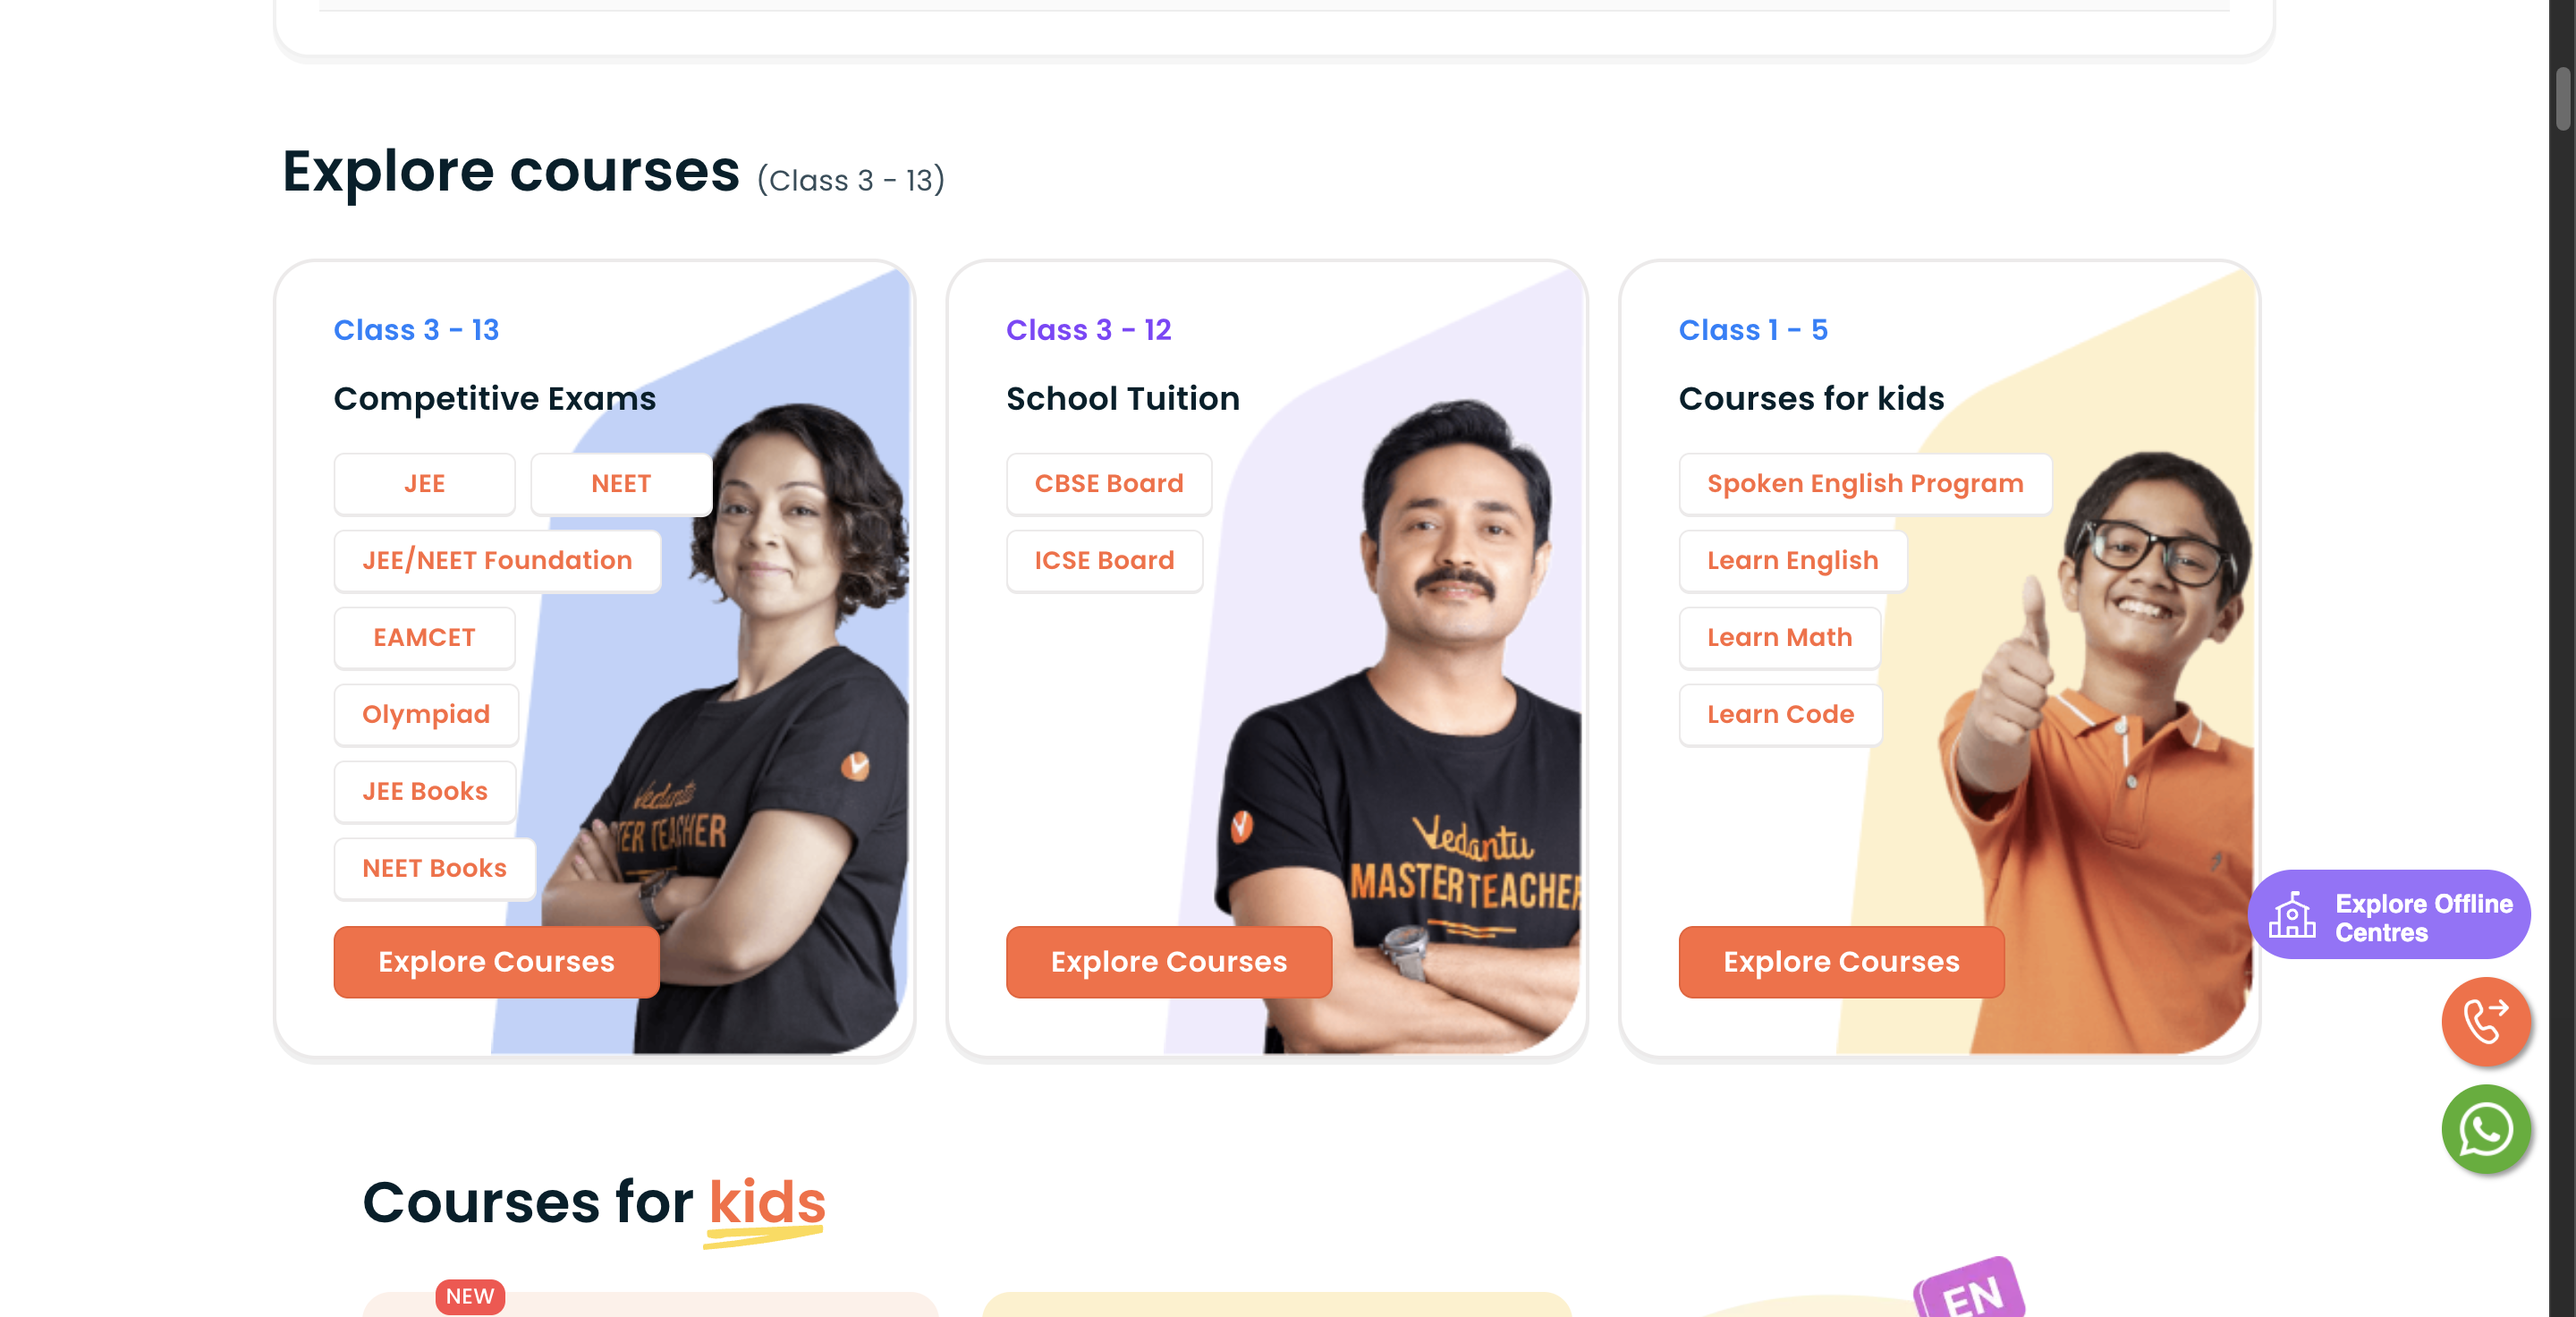 Explore courses (Class 3 - 13)
Class 3 - 13
Competitive Exams
JEE
NEET
JEE/NEET Foundation
EAMCET
Olympiad
JEE Books
NEET Books
Explore Courses
Vedantu
TER TEACHER
Class 3 - 12
School Tuition
CBSE Board
ICSE Board
Explore Courses
Vedantu
MASTER TEACHER
Class 1 - 5
Courses for kids
Spoken English Program
Learn English
Learn Math
Learn Code
Explore Courses
Explore Offline
Centres
Courses for kids
NEW
EN